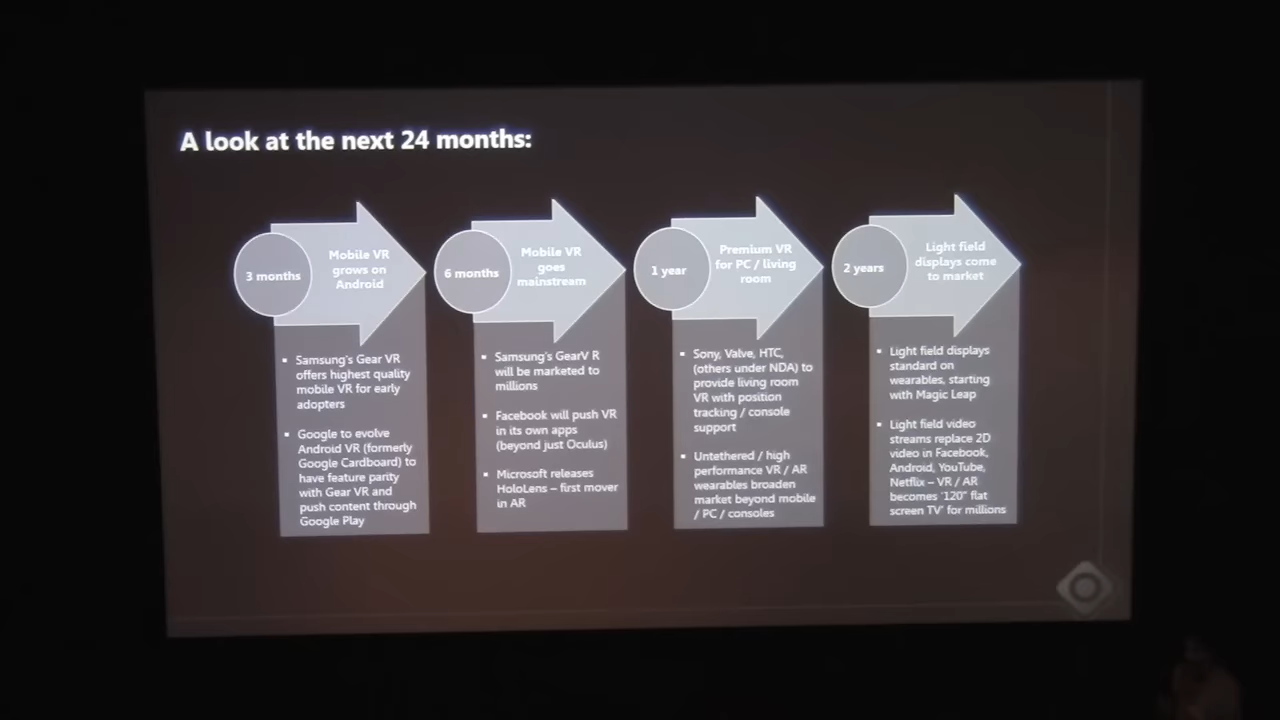 A look at the next 24 months:
3 months
Mobile VR
grows on
Android
▪ Samsung's Gear VR
offers highest quality
mobile VR for early
adopters
▪ Google to evolve
Android VR (formerly
Google Cardboard) to
have feature parity
with Gear VR and
push content through
Google Play
6 months
Mobile VR
goes
mainstream
▪ Samsung's GearV R
will be marketed to
millions
▪ Facebook will push VR
in its own apps
(beyond just Oculus)
▪ Microsoft releases
HoloLens – first mover
in AR
1 year
Premium VR
for PC / living
room
▪ Sony, Valve, HTC,
(others under NDA) to
provide living room
VR with position
tracking / console
support
▪ Untethered / high
performance VR / AR
wearables broaden
market beyond mobile
/ PC / consoles
2 years
Light field
displays come
to market
▪ Light field displays
standard on
wearables, starting
with Magic Leap
▪ Light field video
streams replace 2D
video in Facebook,
Android, YouTube,
Netflix – VR / AR
becomes '120" flat
screen TV' for millions